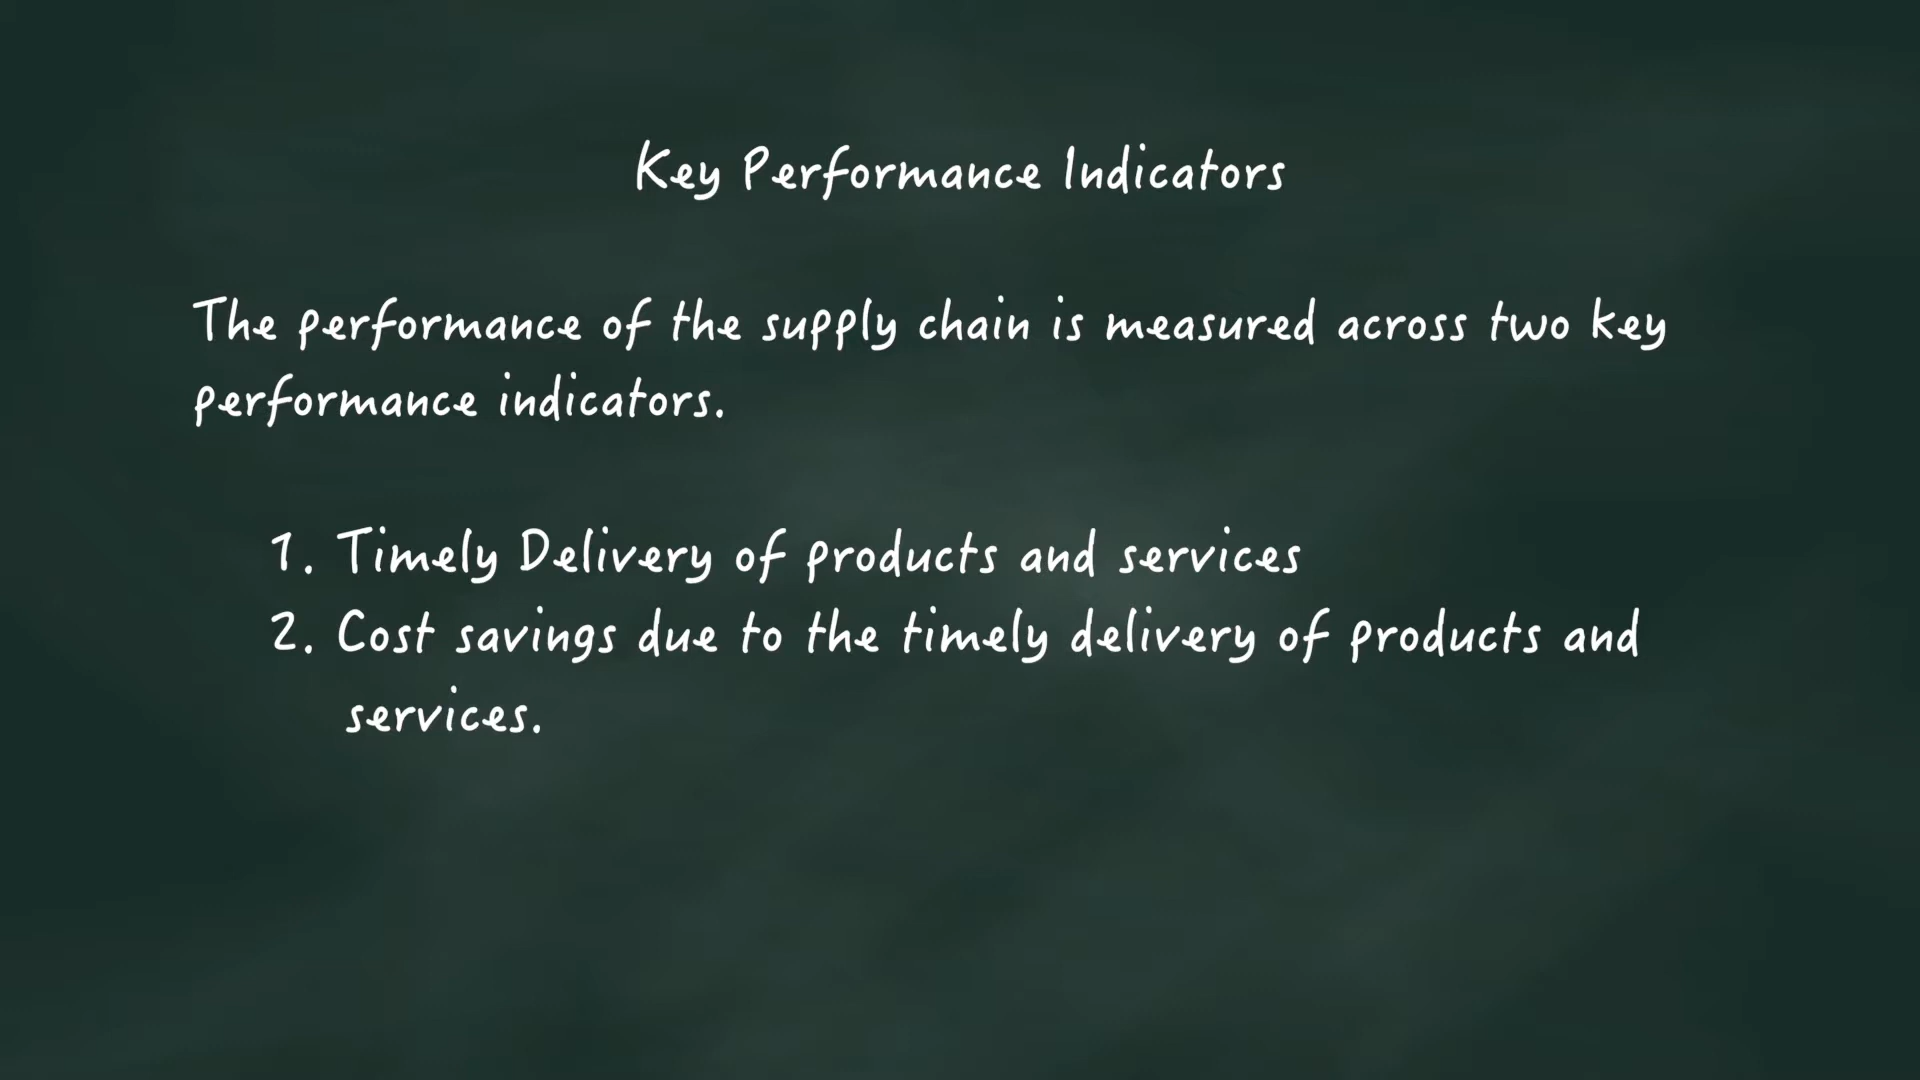 Key Performance Indicators
The performance of the supply chain is measured across two key
performance indicators.
1. Timely Delivery of products and services
2. Cost savings due to the timely delivery of products and
services.